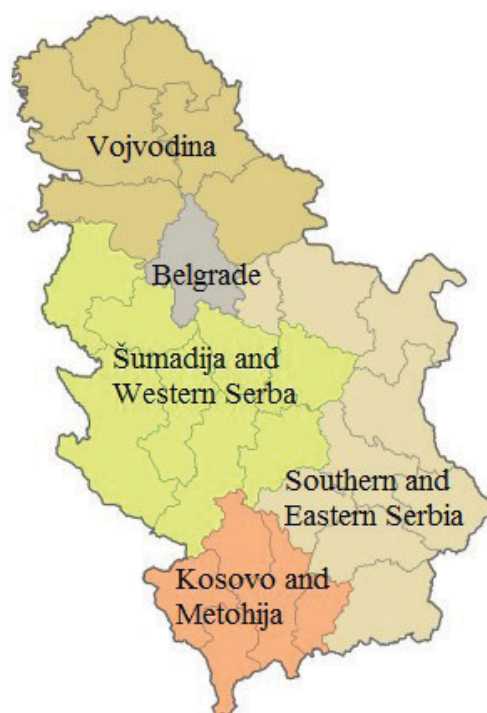 Vojvodina
Belgrade
Šumadija and
Western Serba
Southern and
Eastern Serbia
Kosovo and
Metohija